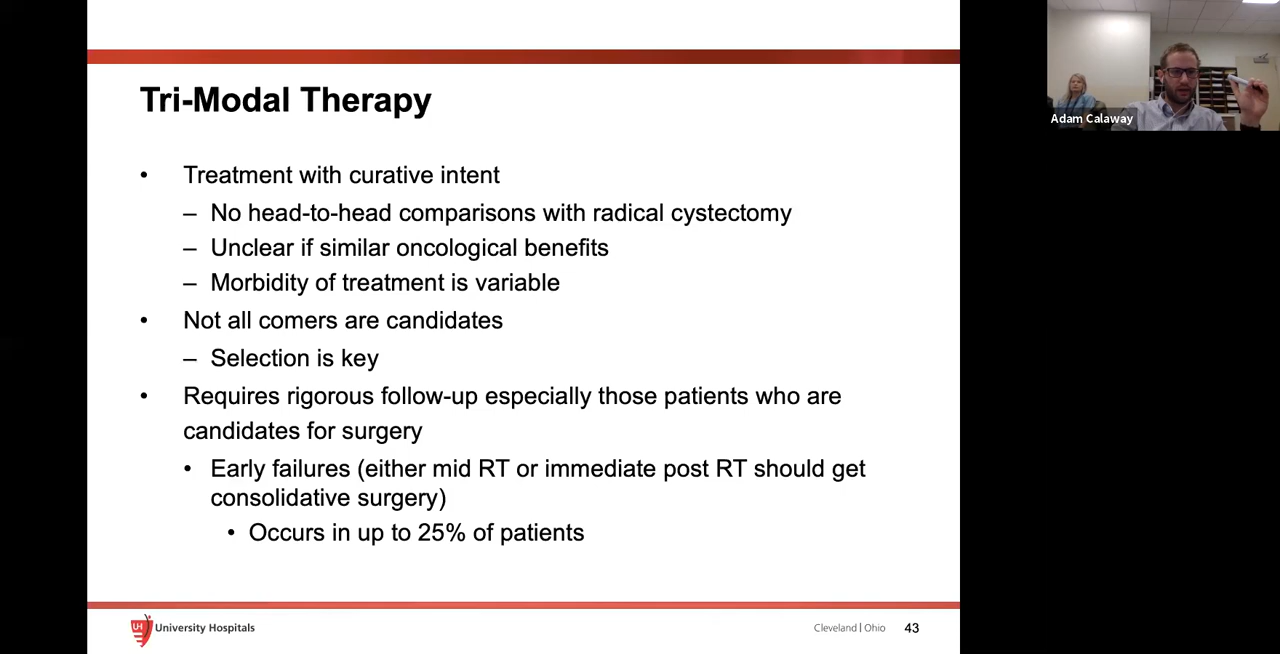 Tri-Modal Therapy
• Treatment with curative intent
– No head-to-head comparisons with radical cystectomy
– Unclear if similar oncological benefits
– Morbidity of treatment is variable
• Not all comers are candidates
– Selection is key
• Requires rigorous follow-up especially those patients who are
candidates for surgery
• Early failures (either mid RT or immediate post RT should get
consolidative surgery)
• Occurs in up to 25% of patients
UH University Hospitals
Cleveland | Ohio 43
Adam Calaway